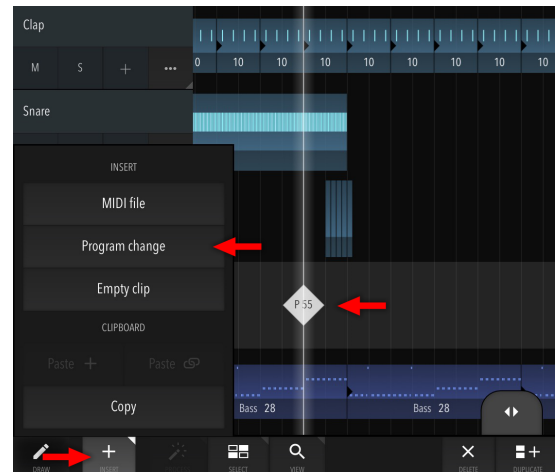 Clap
M S + •••
0 10 10 10 10 10 10 10 10
Snare
INSERT
MIDI file
Program change
Empty clip
P 55
CLIPBOARD
Paste + Paste
Copy
Bass 28 Bass 28
DRAW INSERT SELECT VIEW DELETE DUPLICATE